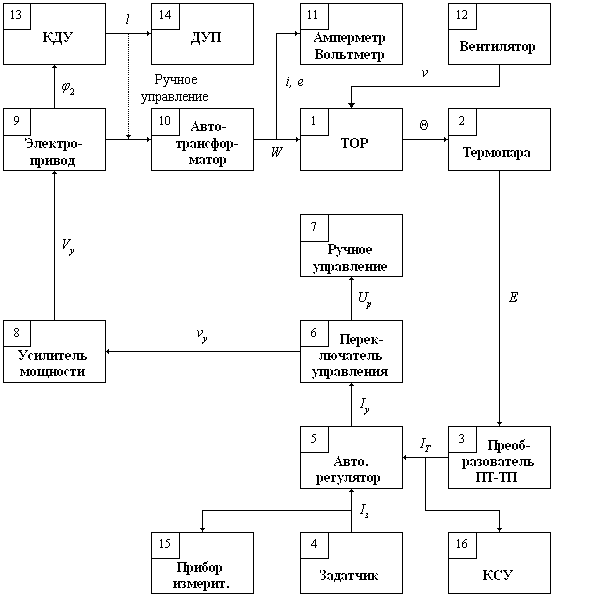 13
КДУ
l
14
ДУП
11
Амперметр
Вольтметр
12
Вентилятор
φ2
Ручное
управление
i, e
v
9
Электро-
привод
10
Авто-
трансфор-
матор
W
1
ТОР
Θ
2
Термопара
Vy
7
Ручное
управление
Up
E
8
Усилитель
мощности
νy
6
Перек-
лючатель
управления
Iy
5
Авто.
регулятор
IT
3
Преоб-
разователь
ПТ-ТП
Iз
15
Прибор
измерит.
4
Задатчик
16
КСУ